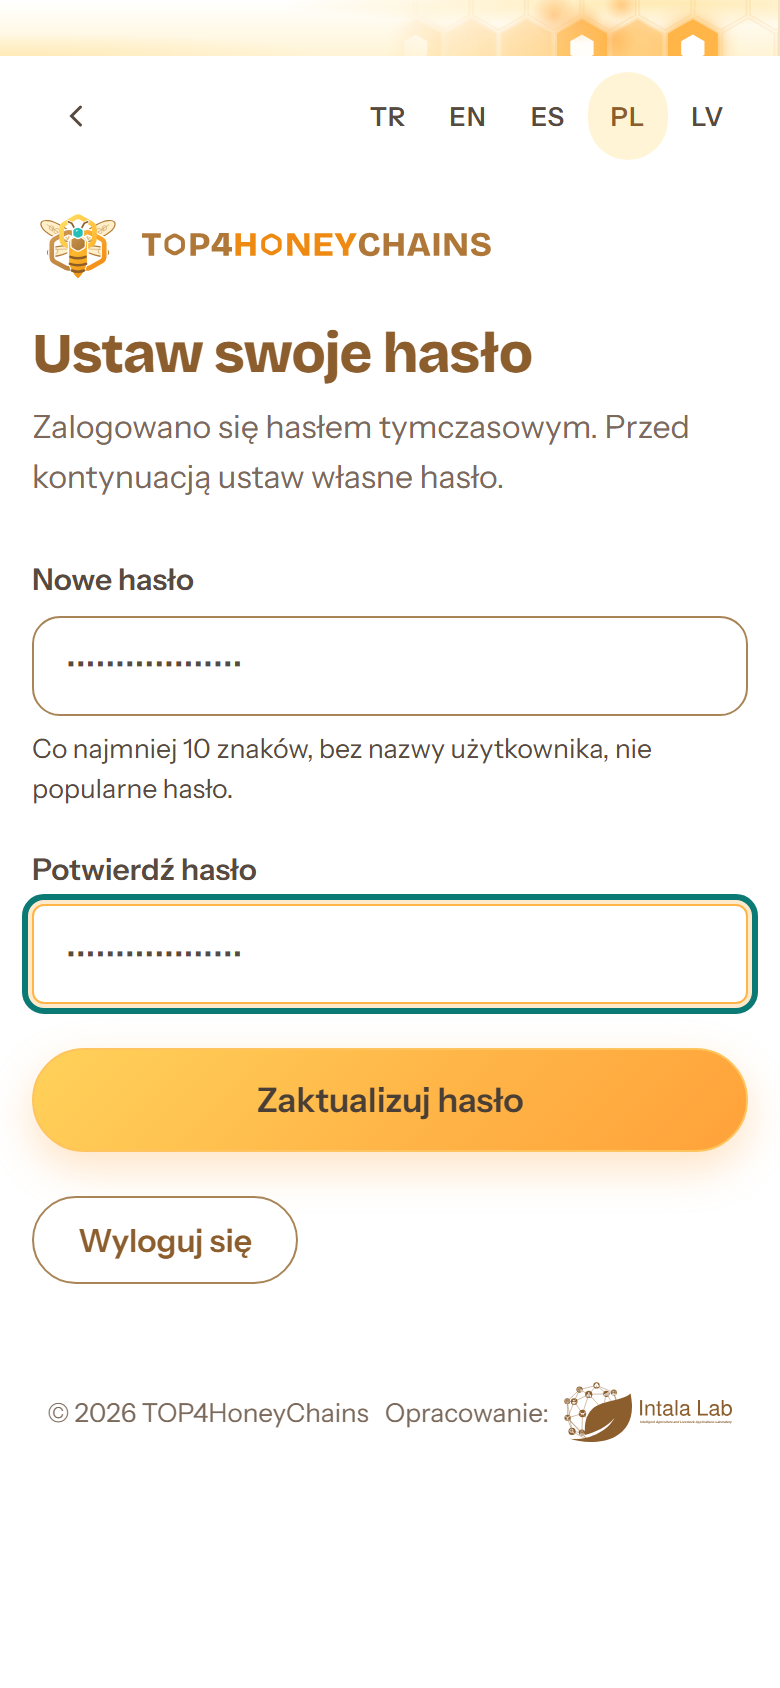 TR EN ES PL LV
TOP4HONEYCHAINS
Ustaw swoje hasło
Zalogowano się hasłem tymczasowym. Przed
kontynuacją ustaw własne hasło.
Nowe hasło
Co najmniej 10 znaków, bez nazwy użytkownika, nie
popularne hasło.
Potwierdź hasło
Zaktualizuj hasło
Wyloguj się
© 2026 TOP4HoneyChains Opracowanie: Intala Lab